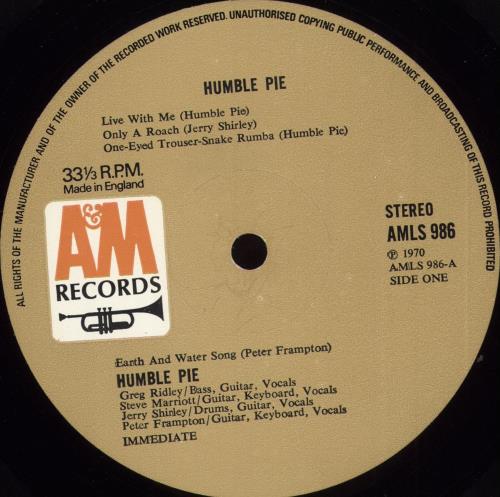 ALL RIGHTS OF THE MANUFACTURER AND OF THE OWNER OF THE RECORDED WORK RESERVED. UNAUTHORISED COPYING PUBLIC PERFORMANCE AND BROADCASTING OF THIS RECORD PROHIBITED
HUMBLE PIE
Live With Me (Humble Pie)
Only A Roach (Jerry Shirley)
One-Eyed Trouser-Snake Rumba (Humble Pie)
33⅓ R.P.M.
Made in England
A&M
RECORDS
STEREO
AMLS 986
℗ 1970
AMLS 986-A
SIDE ONE
Earth And Water Song (Peter Frampton)
HUMBLE PIE
Greg Ridley/Bass, Guitar, Vocals
Steve Marriott/Guitar, Keyboard, Vocals
Jerry Shirley/Drums, Guitar, Vocals
Peter Frampton/Guitar, Keyboard, Vocals
IMMEDIATE